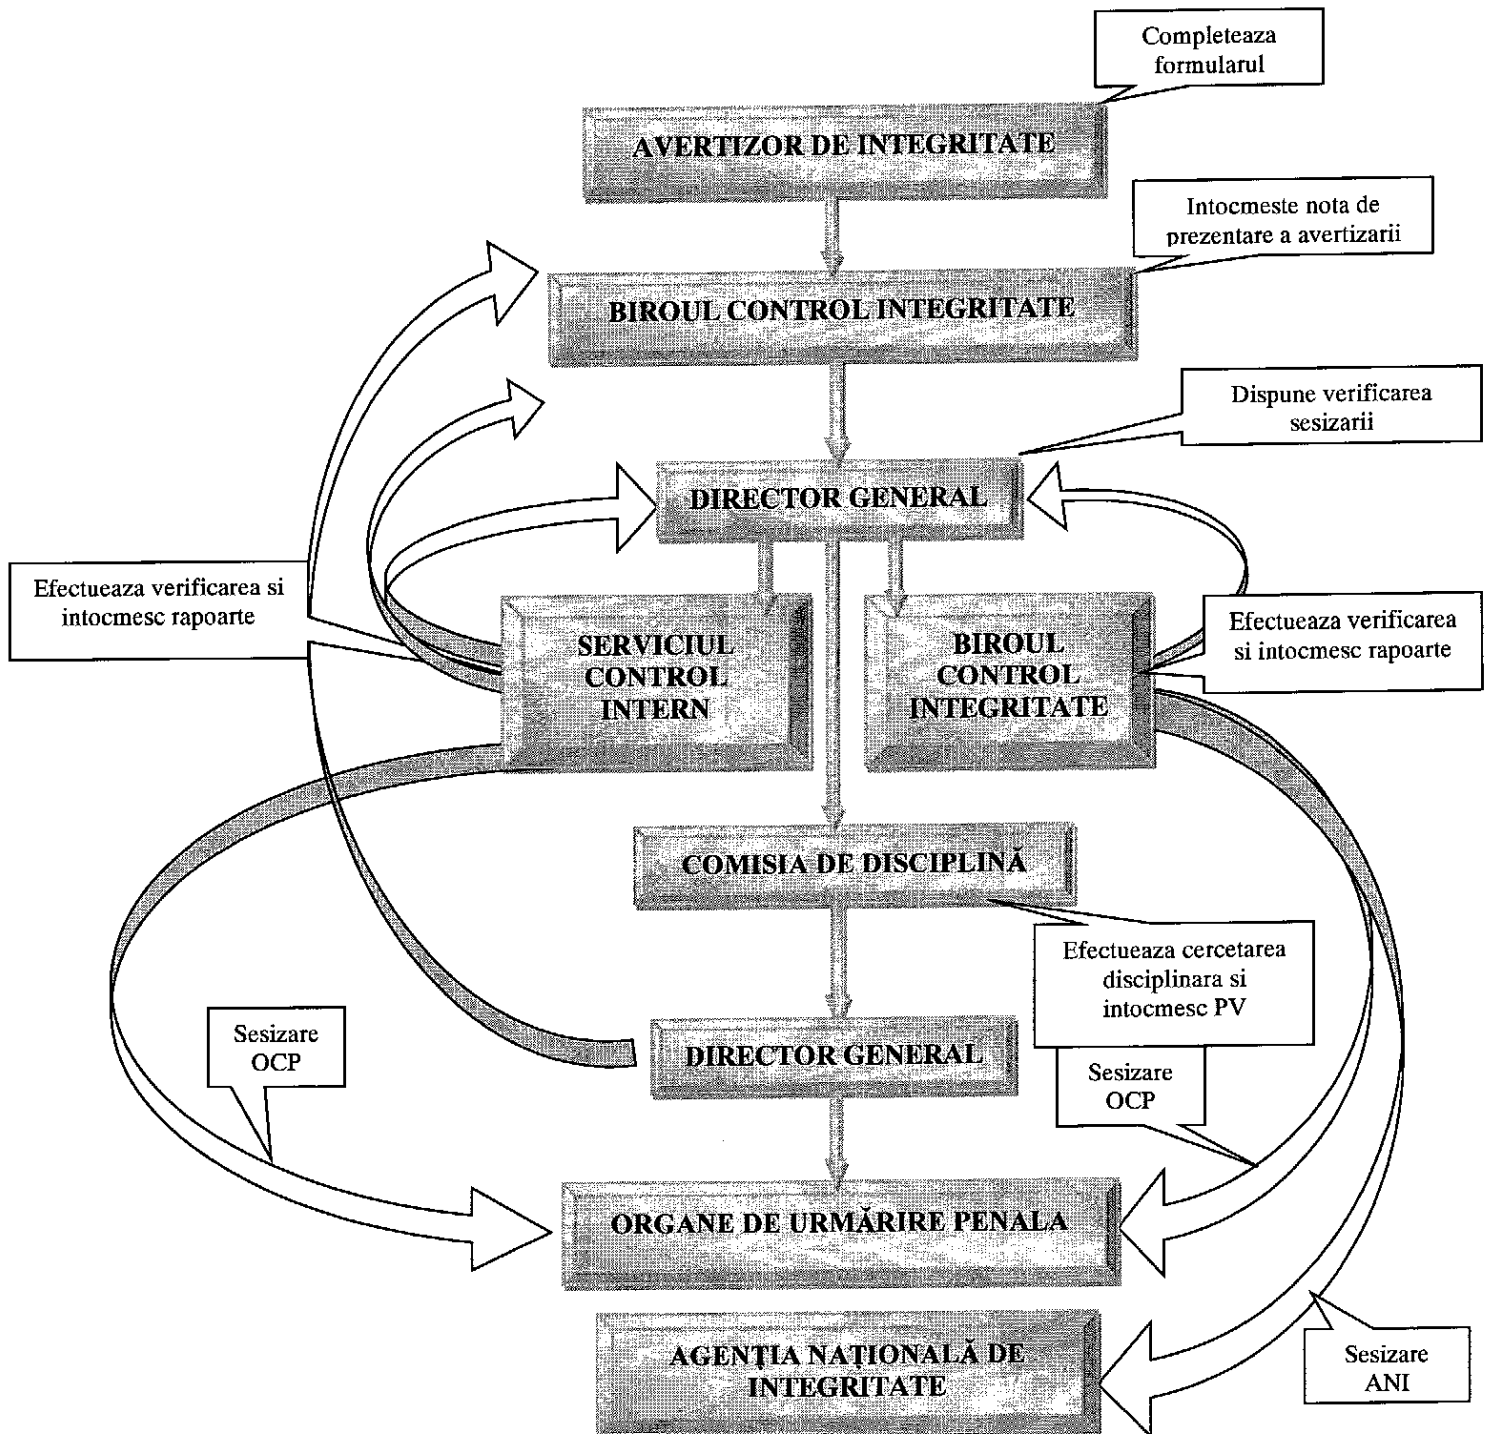 Completeaza
formularul
AVERTIZOR DE INTEGRITATE
Intocmeste nota de
prezentare a avertizarii
BIROUL CONTROL INTEGRITATE
Dispune verificarea
sesizarii
DIRECTOR GENERAL
Efectueaza verificarea si
intocmesc rapoarte
SERVICIUL
CONTROL
INTERN
BIROUL
CONTROL
INTEGRITATE
Efectueaza verificarea
si intocmesc rapoarte
COMISIA DE DISCIPLINĂ
Efectueaza cercetarea
disciplinara si
intocmesc PV
Sesizare
OCP
DIRECTOR GENERAL
Sesizare
OCP
ORGANE DE URMĂRIRE PENALA
AGENŢIA NAŢIONALĂ DE
INTEGRITATE
Sesizare
ANI